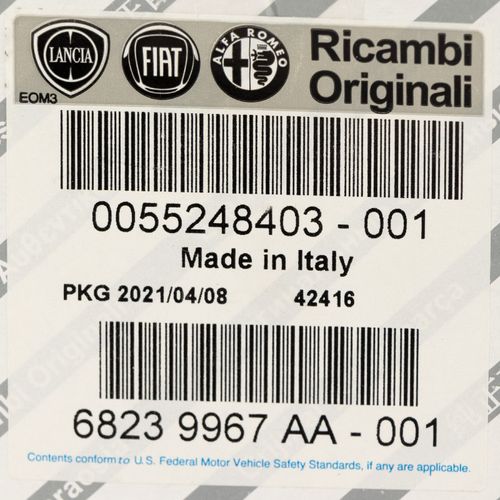 LANCIA
FIAT
ALFA ROMEO
Ricambi
Originali
EOM3
0055248403 - 001
Made in Italy
PKG 2021/04/08 42416
6823 9967 AA - 001
Contents conform to U.S. Federal Motor Vehicle Safety Standards, if any are applicable.